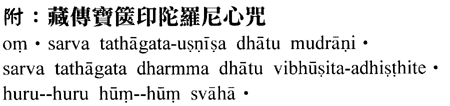 附：藏傳寶篋印陀羅尼心咒
oṃ・sarva tathāgata-uṣṇīṣa dhātu mudrāṇi・
sarva tathāgata dharmma dhātu vibhūṣita-adhiṣṭhite・
huru--huru hūṃ--hūṃ svāhā・